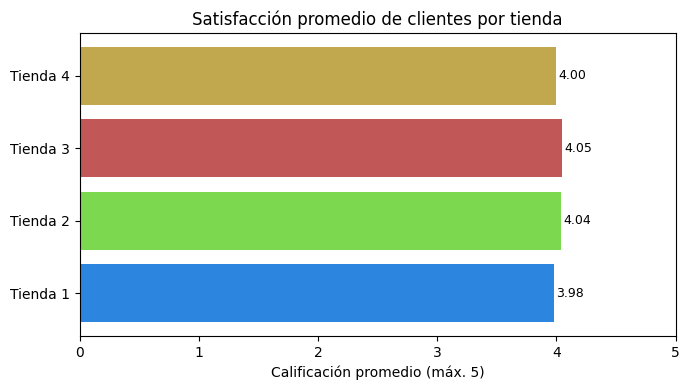 Satisfacción promedio de clientes por tienda
Tienda 4
4.00
Tienda 3
4.05
Tienda 2
4.04
Tienda 1
3.98
0 1 2 3 4 5
Calificación promedio (máx. 5)